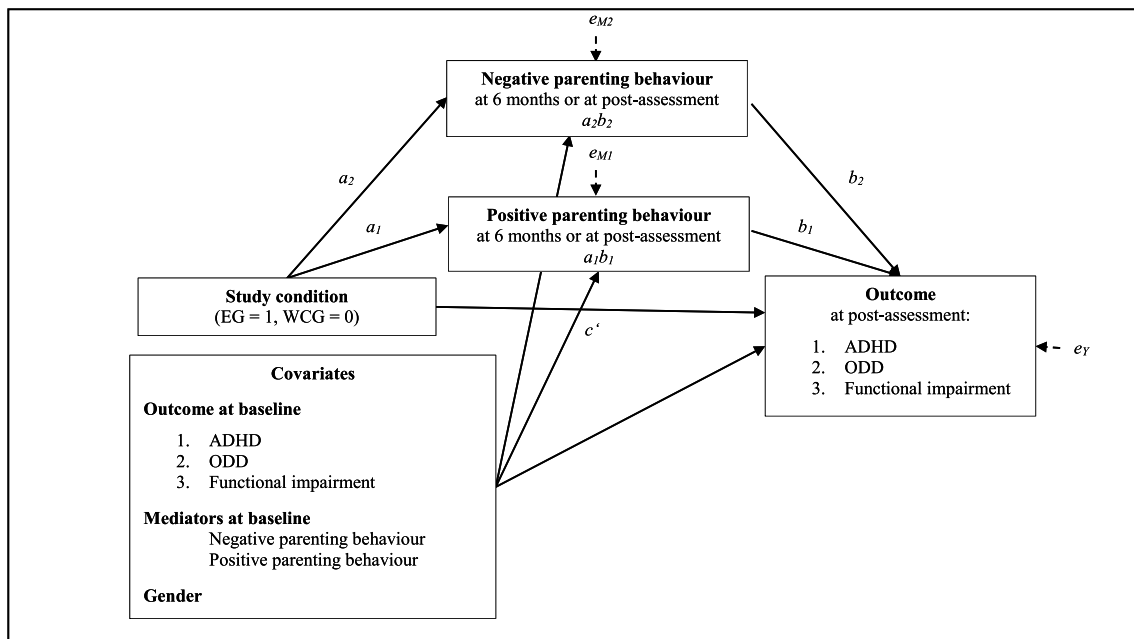 e_M2
Negative parenting behaviour
at 6 months or at post-assessment
a₂b₂
e_M1
a₂
b₂
Positive parenting behaviour
at 6 months or at post-assessment
a₁b₁
a₁
b₁
Study condition
(EG = 1, WCG = 0)
c‘
Outcome
at post-assessment:
1. ADHD
2. ODD
3. Functional impairment
e_Y
Covariates
Outcome at baseline
1. ADHD
2. ODD
3. Functional impairment
Mediators at baseline
Negative parenting behaviour
Positive parenting behaviour
Gender